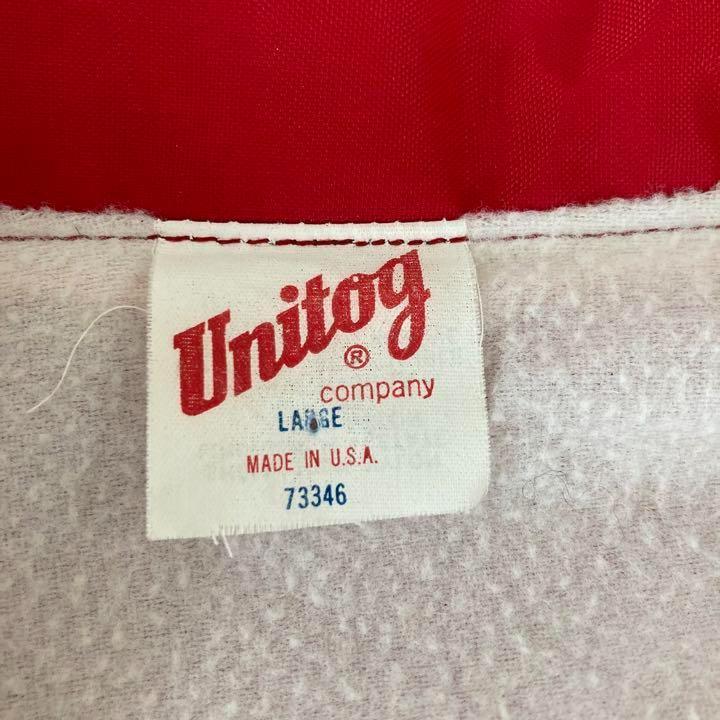 Unitog
®
company
LARGE
MADE IN U.S.A.
73346